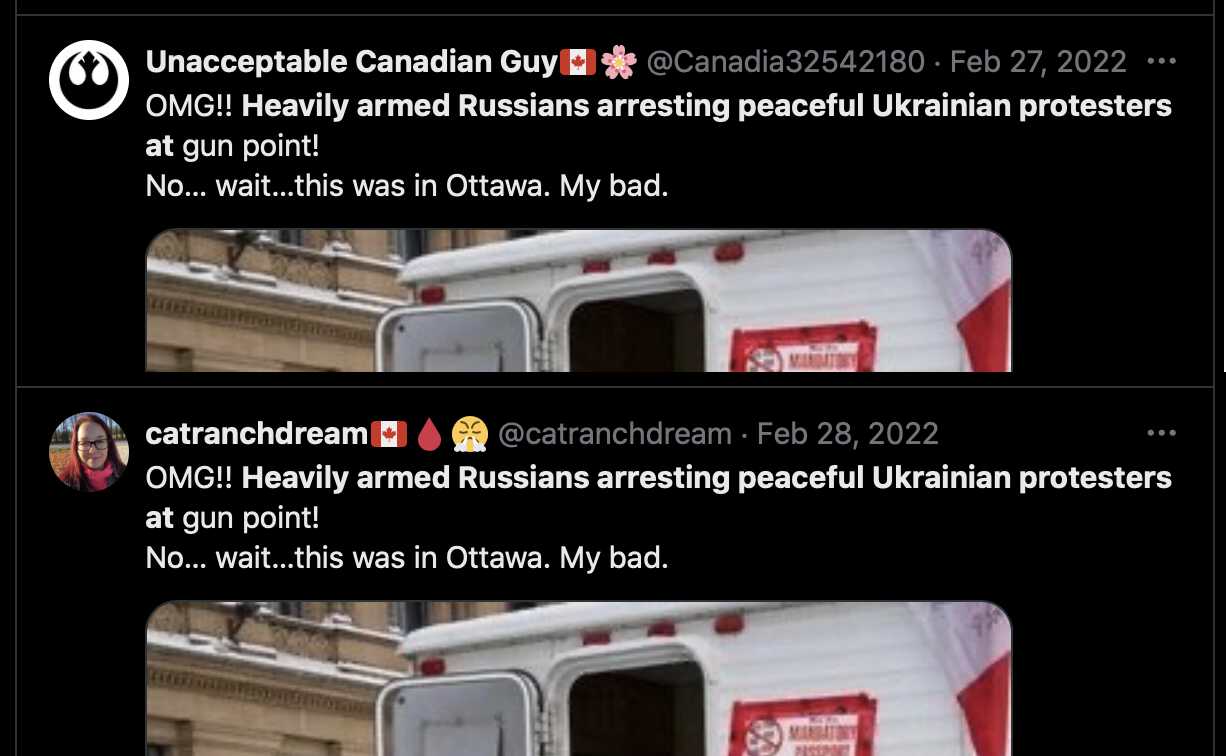 Unacceptable Canadian Guy🇨🇦🌸 @Canadia32542180 · Feb 27, 2022 ···
OMG!! Heavily armed Russians arresting peaceful Ukrainian protesters
at gun point!
No... wait...this was in Ottawa. My bad.
MANDATORY
catranchdream🇨🇦🩸😤 @catranchdream · Feb 28, 2022 ···
OMG!! Heavily armed Russians arresting peaceful Ukrainian protesters
at gun point!
No... wait...this was in Ottawa. My bad.
MANDATORY
PASSPORT